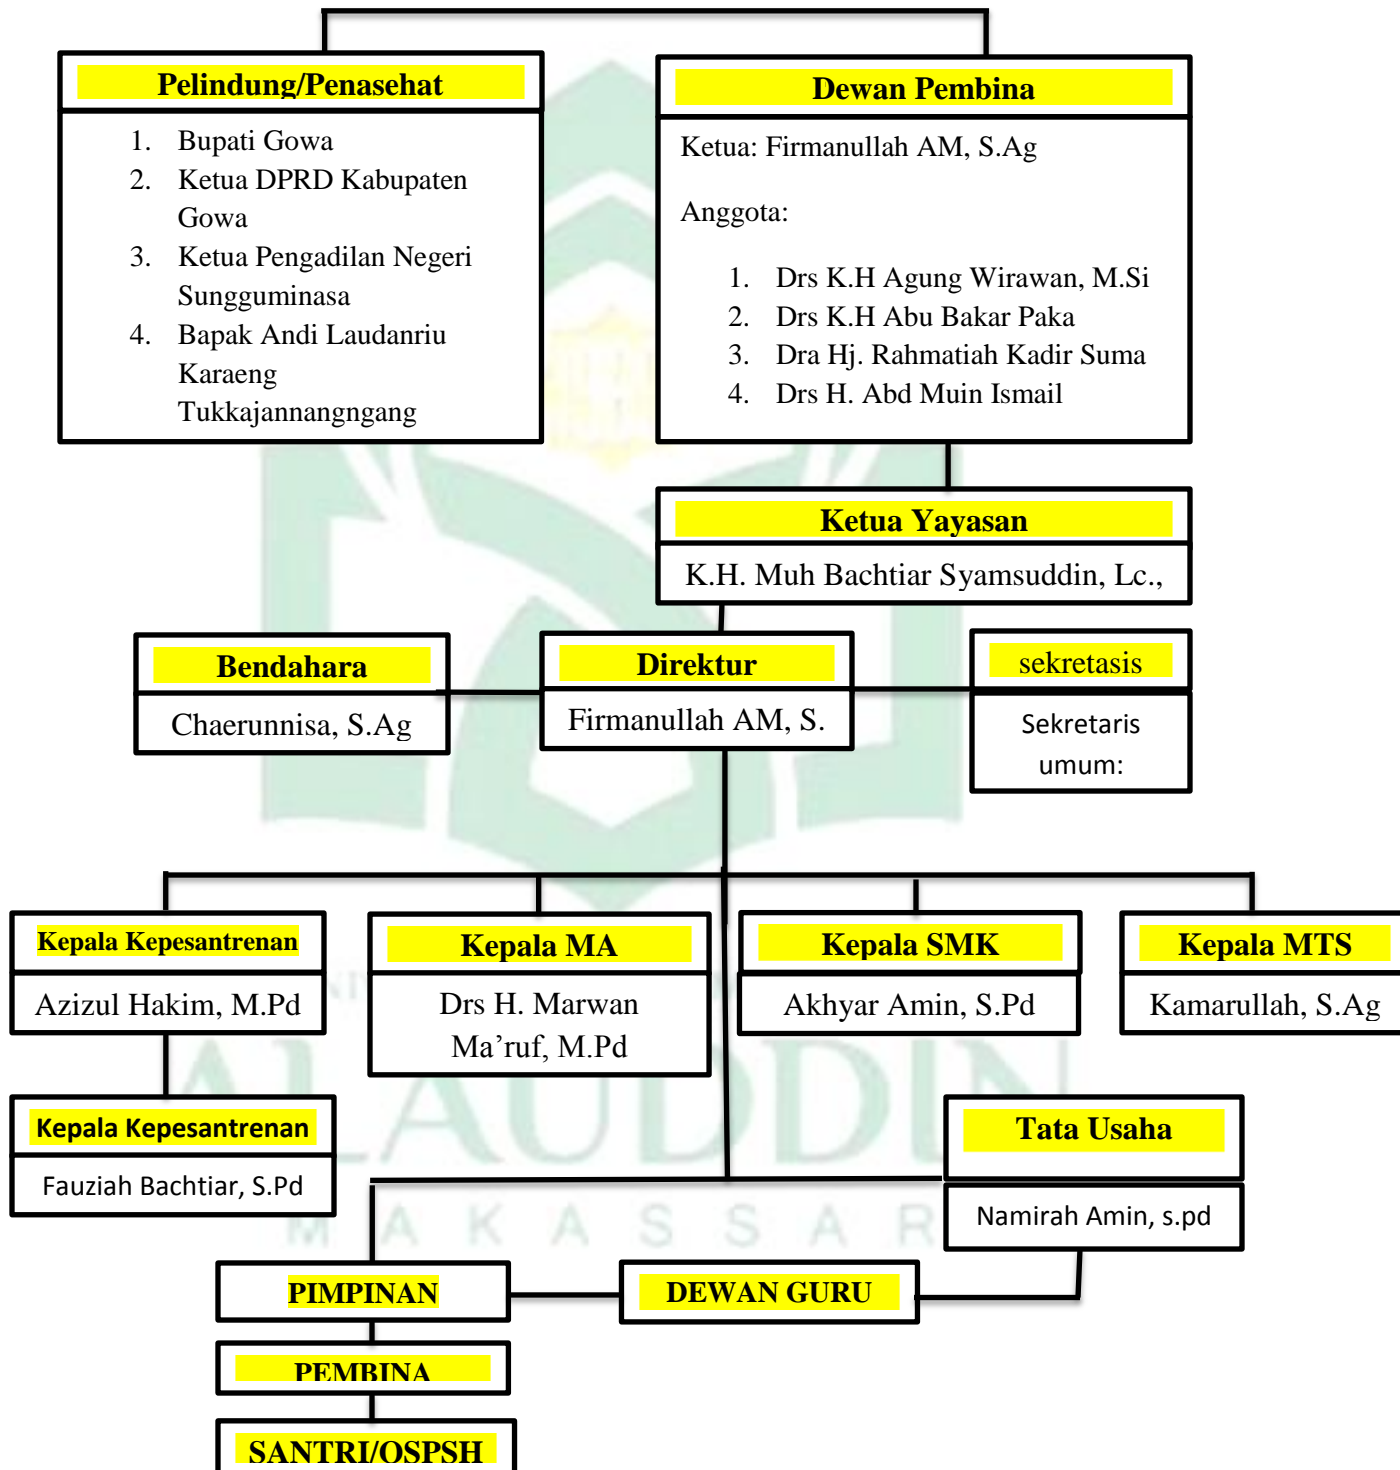 Pelindung/Penasehat
1. Bupati Gowa
2. Ketua DPRD Kabupaten
Gowa
3. Ketua Pengadilan Negeri
Sungguminasa
4. Bapak Andi Laudanriu
Karaeng
Tukkajannangngang
Dewan Pembina
Ketua: Firmanullah AM, S.Ag
Anggota:
1. Drs K.H Agung Wirawan, M.Si
2. Drs K.H Abu Bakar Paka
3. Dra Hj. Rahmatiah Kadir Suma
4. Drs H. Abd Muin Ismail
Ketua Yayasan
K.H. Muh Bachtiar Syamsuddin, Lc.,
Bendahara
Chaerunnisa, S.Ag
Direktur
Firmanullah AM, S.
sekretasis
Sekretaris
umum:
Kepala Kepesantrenan
Azizul Hakim, M.Pd
Kepala MA
Drs H. Marwan
Ma’ruf, M.Pd
Kepala SMK
Akhyar Amin, S.Pd
Kepala MTS
Kamarullah, S.Ag
Kepala Kepesantrenan
Fauziah Bachtiar, S.Pd
Tata Usaha
Namirah Amin, s.pd
PIMPINAN
DEWAN GURU
PEMBINA
SANTRI/OSPSH
ALAUDDIN
MAKASSAR